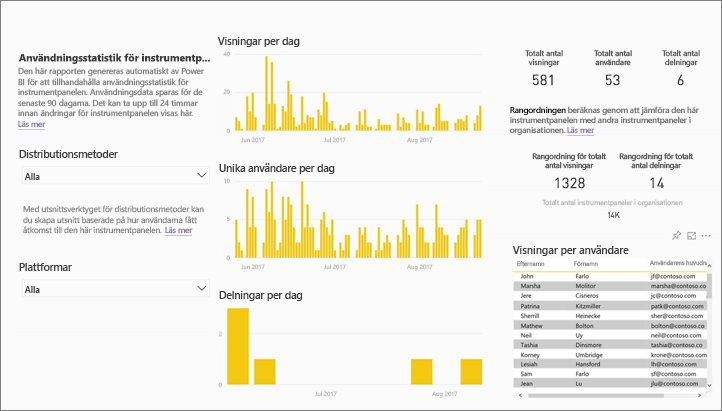 Användningsstatistik för instrumentp...
Den här rapporten genereras automatiskt av Power
BI för att tillhandahålla användningsstatistik för
instrumentpanelen. Användningsdata sparas för de
senaste 90 dagarna. Det kan ta upp till 24 timmar
innan ändringar för instrumentpanelen visas här.
Läs mer
Distributionsmetoder
Alla
Med utsnittsverktyget för distributionsmetoder kan
du skapa utsnitt baserade på hur användarna fått
åtkomst till den här instrumentpanelen. Läs mer
Plattformar
Alla
Visningar per dag
40
20
0
Jun 2017 Jul 2017 Aug 2017
Unika användare per dag
10
5
0
Jun 2017 Jul 2017 Aug 2017
Delningar per dag
2
0
Jul 2017 Aug 2017
Totalt antal visningar
581
Totalt antal användare
53
Totalt antal delningar
6
Rangordningen beräknas genom att jämföra den här
instrumentpanelen med andra instrumentpaneler i
organisationen. Läs mer
Rangordning för totalt
antal visningar
1328
Rangordning för totalt
antal delningar
14
Totalt antal instrumentpaneler i organisationen
14K
Visningar per användare
Efternamn Förnamn Användarens huvudn
John Farlo jf@contoso.com
Marsha Molitor marsha@contoso.co
Jere Cisneros jc@contoso.com
Patrina Kitzmiller patk@contoso.com
Sherrill Heinecke sher@contoso.com
Mathew Bolton bolton@contoso.co
Neil Uy neil@contoso.com
Tashia Dinsmore tashia@contoso.co
Korney Umbridge krone@contoso.com
Lesiah Hansford lh@contoso.com
Sam Farlo sf@contoso.com
Jean Lu jlu@contoso.com